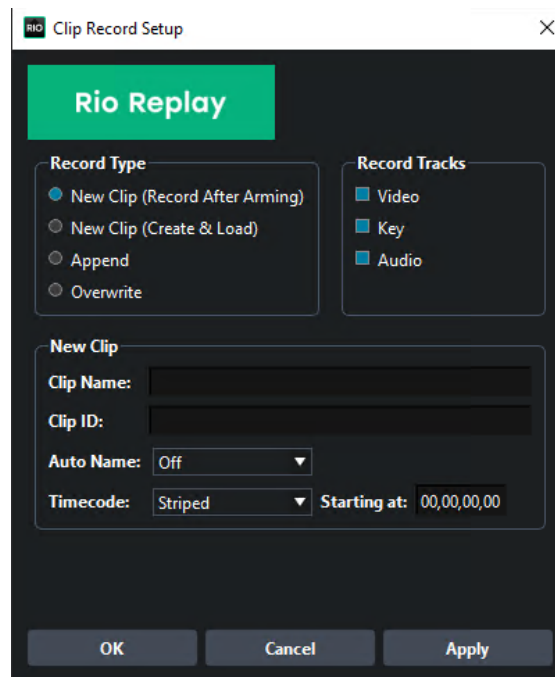 RIO Clip Record Setup
Rio Replay
Record Type
New Clip (Record After Arming)
New Clip (Create & Load)
Append
Overwrite
Record Tracks
Video
Key
Audio
New Clip
Clip Name:
Clip ID:
Auto Name: Off
Timecode: Striped Starting at: 00,00,00,00
OK Cancel Apply